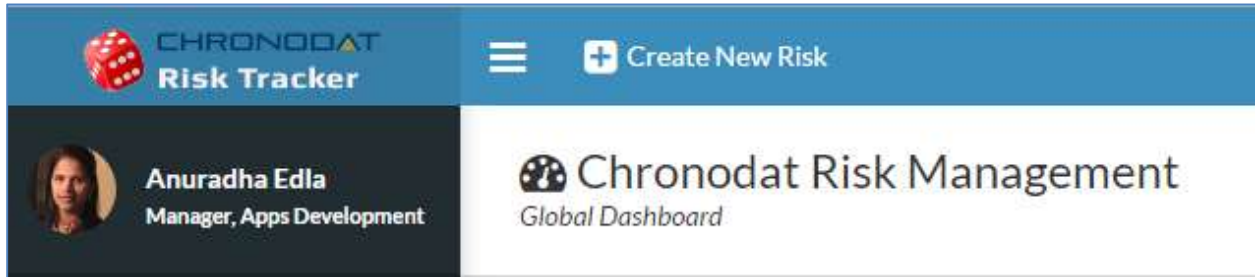 CHRONODAT
Risk Tracker
Create New Risk
Anuradha Edla
Manager, Apps Development
Chronodat Risk Management
Global Dashboard